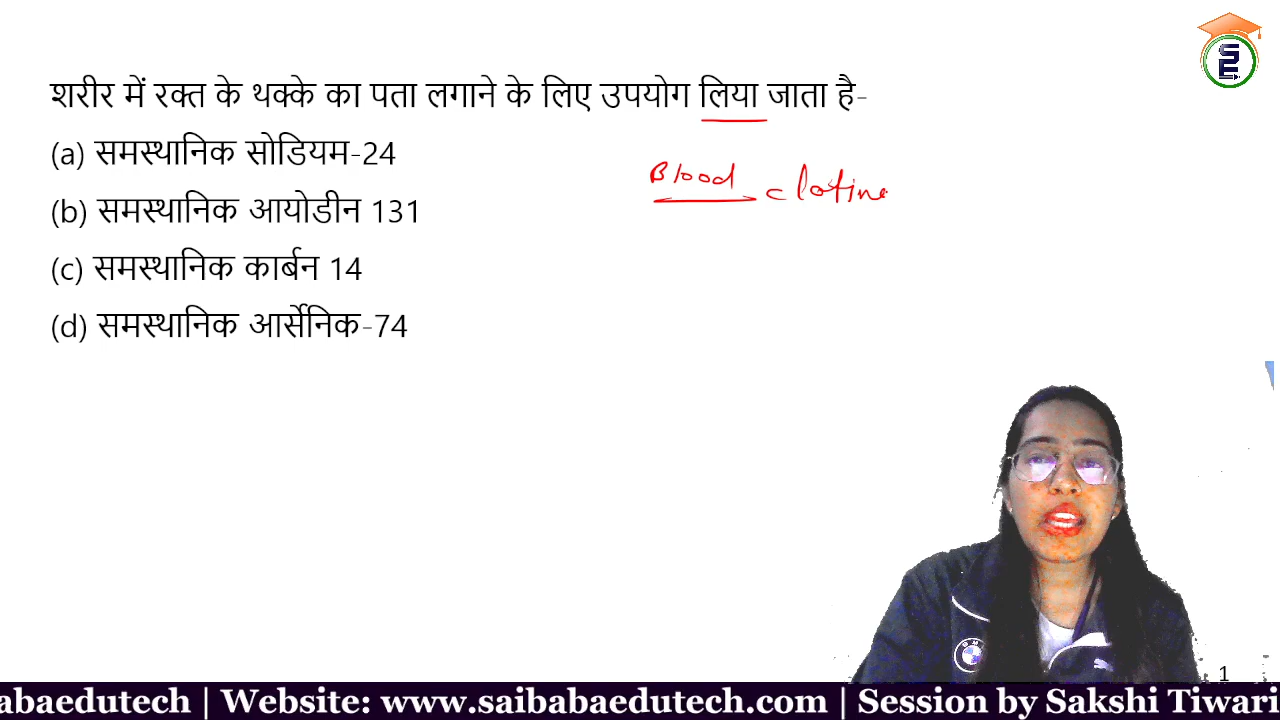 शरीर में रक्त के थक्के का पता लगाने के लिए उपयोग लिया जाता है-
(a) समस्थानिक सोडियम-24
Blood clotine
(b) समस्थानिक आयोडीन 131
(c) समस्थानिक कार्बन 14
(d) समस्थानिक आर्सेनिक-74
1
abaedutech | Website: www.saibabaedutech.com | Session by Sakshi Tiwari